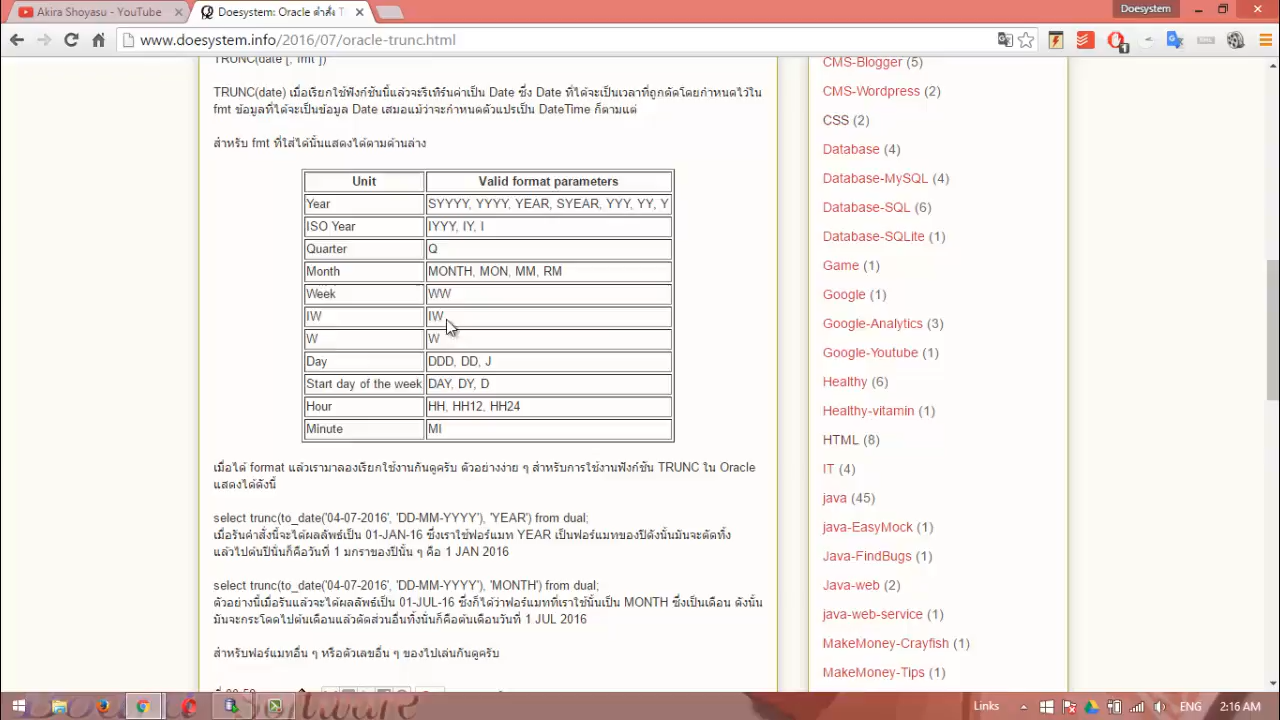 Akira Shoyasu - YouTube
Doesystem: Oracle คำสั่ง T
Doesystem
www.doesystem.info/2016/07/oracle-trunc.html
TRUNC(date [, fmt ])
TRUNC(date) เมื่อเรียกใช้ฟังก์ชันนี้แล้วจะรีเทิร์นค่าเป็น Date ซึ่ง Date ที่ได้จะเป็นเวลาที่ถูกตัดโดยกำหนดไว้ใน
fmt ข้อมูลที่ได้จะเป็นข้อมูล Date เสมอแม้ว่าจะกำหนดตัวแปรเป็น DateTime ก็ตามแต่
สำหรับ fmt ที่ใส่ได้นั้นแสดงได้ตามด้านล่าง
Unit Valid format parameters
Year SYYYY, YYYY, YEAR, SYEAR, YYY, YY, Y
ISO Year IYYY, IY, I
Quarter Q
Month MONTH, MON, MM, RM
Week WW
IW IW
W W
Day DDD, DD, J
Start day of the week DAY, DY, D
Hour HH, HH12, HH24
Minute MI
เมื่อได้ format แล้วเรามาลองเรียกใช้งานกันดูครับ ตัวอย่างง่าย ๆ สำหรับการใช้งานฟังก์ชัน TRUNC ใน Oracle
แสดงได้ดังนี้
select trunc(to_date('04-07-2016', 'DD-MM-YYYY'), 'YEAR') from dual;
เมื่อรันคำสั่งนี้จะได้ผลลัพธ์เป็น 01-JAN-16 ซึ่งเราใช้ฟอร์แมท YEAR เป็นฟอร์แมทของปีดังนั้นมันจะตัดทิ้ง
แล้วไปต้นปีนั่นก็คือวันที่ 1 มกราของปีนั้น ๆ คือ 1 JAN 2016
select trunc(to_date('04-07-2016', 'DD-MM-YYYY'), 'MONTH') from dual;
ตัวอย่างนี้เมื่อรันแล้วจะได้ผลลัพธ์เป็น 01-JUL-16 ซึ่งก็ได้ว่าฟอร์แมทที่เราใช้นั้นเป็น MONTH ซึ่งเป็นเดือน ดังนั้น
มันจะกระโดดไปต้นเดือนแล้วตัดส่วนอื่นทิ้งนั่นก็คือต้นเดือนวันที่ 1 JUL 2016
สำหรับฟอร์แมทอื่น ๆ หรือตัวเลขอื่น ๆ ของไปเล่นกันดูครับ
CMS-Blogger (5)
CMS-Wordpress (2)
CSS (2)
Database (4)
Database-MySQL (4)
Database-SQL (6)
Database-SQLite (1)
Game (1)
Google (1)
Google-Analytics (3)
Google-Youtube (1)
Healthy (6)
Healthy-vitamin (1)
HTML (8)
IT (4)
java (45)
java-EasyMock (1)
Java-FindBugs (1)
Java-web (2)
java-web-service (1)
MakeMoney-Crayfish (1)
MakeMoney-Tips (1)
Links
ENG
2:16 AM